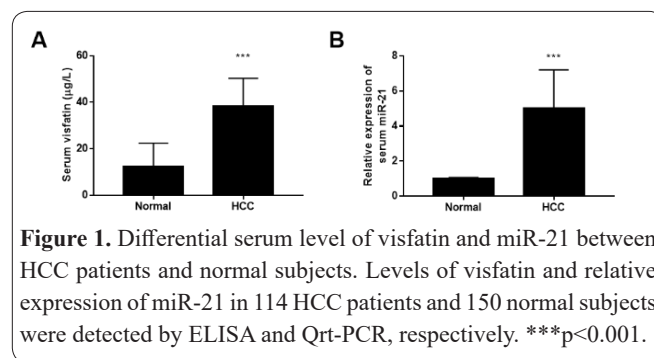 A
Serum visfatin (µg/L)
60
40
20
0
***
Normal
HCC
B
Relative expression of
serum miR-21
8
6
4
2
0
***
Normal
HCC
Figure 1. Differential serum level of visfatin and miR-21 between
HCC patients and normal subjects. Levels of visfatin and relative
expression of miR-21 in 114 HCC patients and 150 normal subjects
were detected by ELISA and Qrt-PCR, respectively. ***p<0.001.